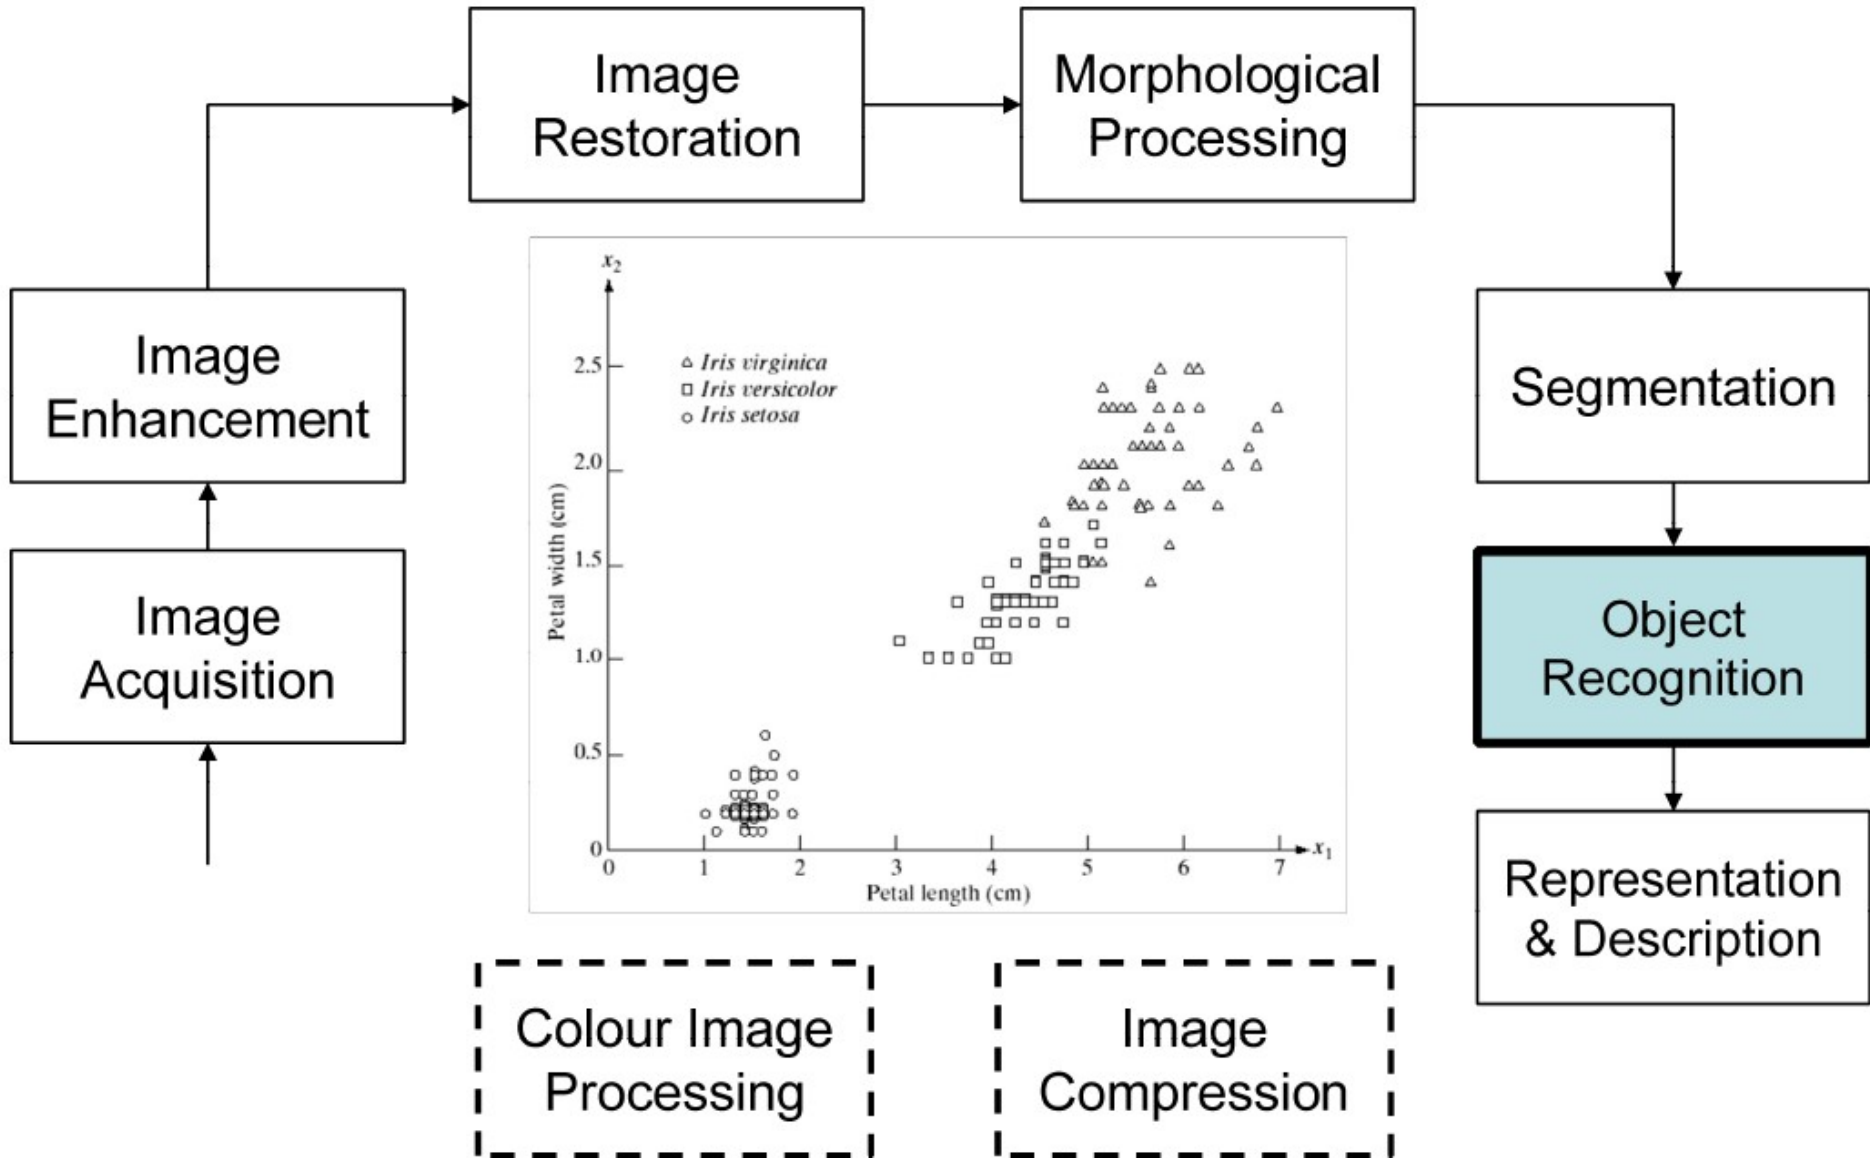 Image
Restoration
Morphological
Processing
Image
Enhancement
Segmentation
Image
Acquisition
Object
Recognition
Representation
& Description
x₂
2.5
2.0
1.5
1.0
0.5
0
Petal width (cm)
△ Iris virginica
□ Iris versicolor
○ Iris setosa
0 1 2 3 4 5 6 7
x₁
Petal length (cm)
Colour Image
Processing
Image
Compression